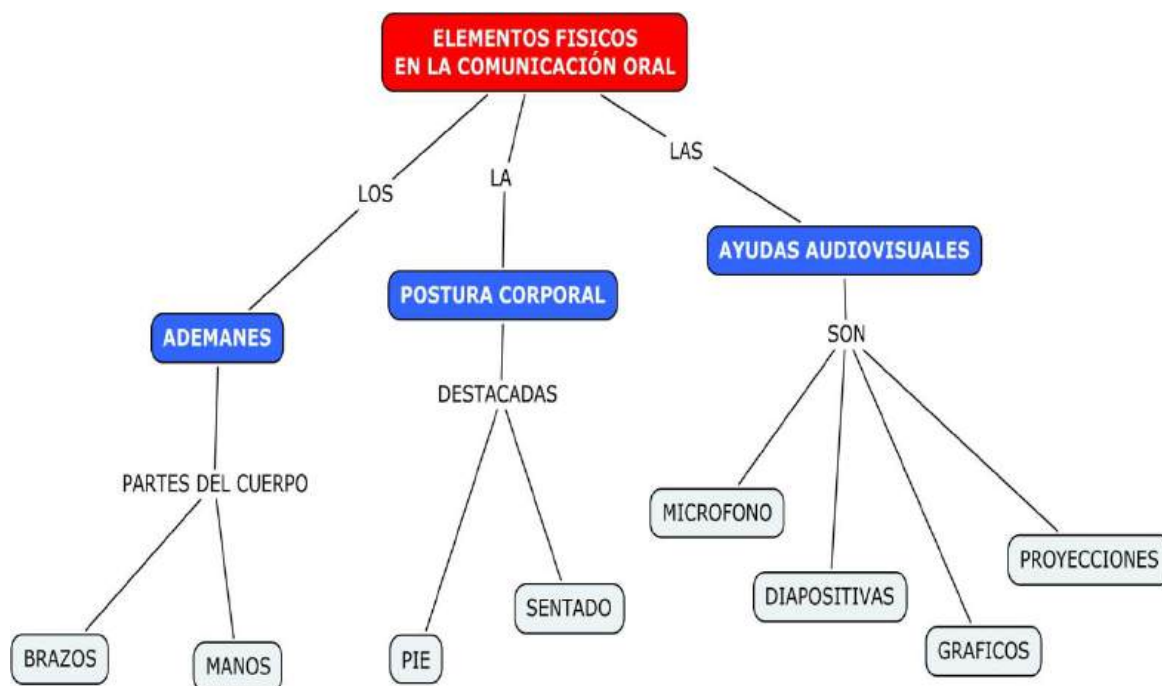 ELEMENTOS FISICOS
EN LA COMUNICACIÓN ORAL
LOS
LA
LAS
ADEMANES
POSTURA CORPORAL
AYUDAS AUDIOVISUALES
PARTES DEL CUERPO
DESTACADAS
SON
BRAZOS
MANOS
PIE
SENTADO
MICROFONO
DIAPOSITIVAS
GRAFICOS
PROYECCIONES